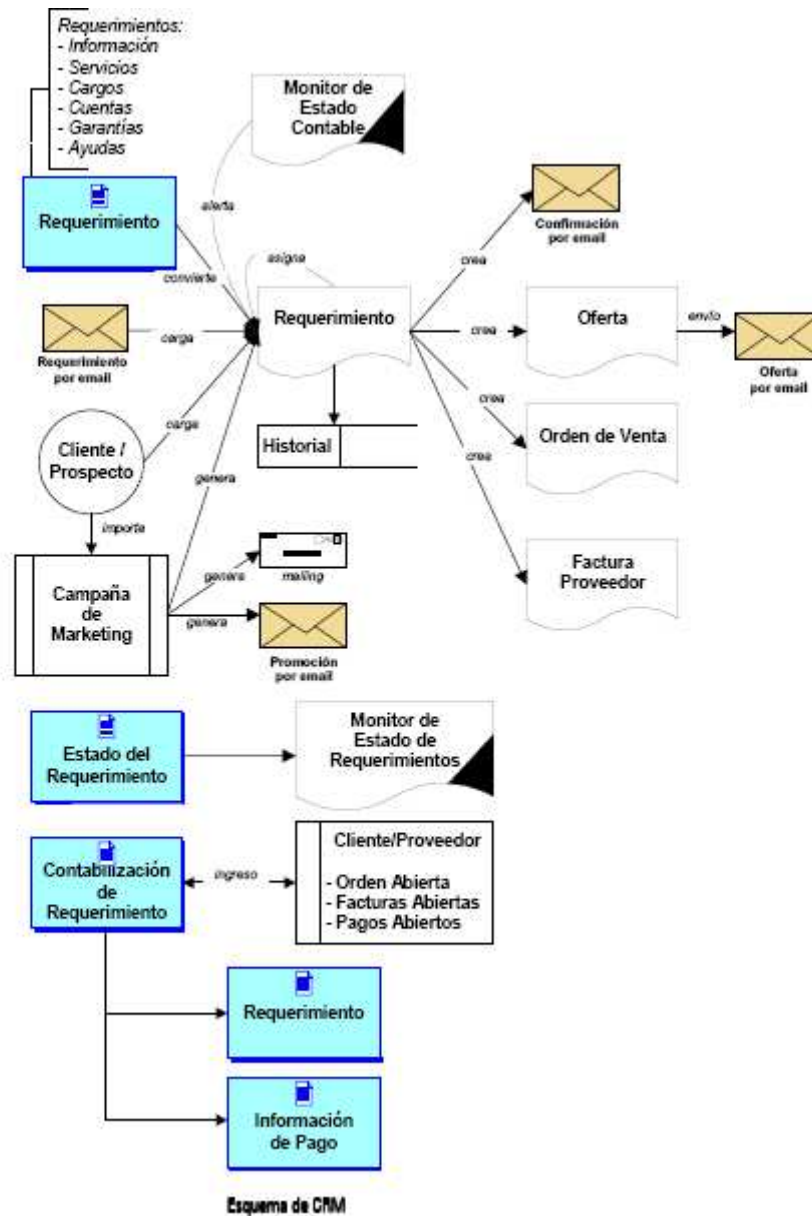 Requerimientos:
- Información
- Servicios
- Cargos
- Cuentas
- Garantías
- Ayudas
Monitor de
Estado
Contable
Requerimiento
alerta
asigna
convierte
Confirmación
por email
crea
Requerimiento
por email
carga
Requerimiento
crea
Oferta
envío
Oferta
por email
Cliente /
Prospecto
carga
Historial
crea
Orden de Venta
genera
crea
importa
Campaña
de
Marketing
genera
mailing
genera
Promoción
por email
Factura
Proveedor
Estado del
Requerimiento
Monitor de
Estado de
Requerimientos
Contabilización
de
Requerimiento
ingreso
Cliente/Proveedor
- Orden Abierta
- Facturas Abiertas
- Pagos Abiertos
Requerimiento
Información
de Pago
Esquema de CRM